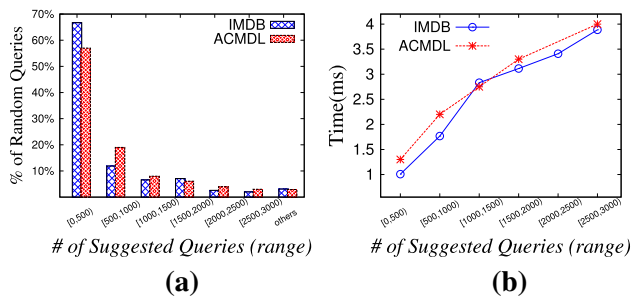 70%
60%
50%
40%
30%
20%
10%
% of Random Queries
IMDB
ACMDL
[0,500)
[500,1000)
[1000,1500)
[1500,2000)
[2000,2500)
[2500,3000)
others
# of Suggested Queries (range)
(a)
4
3.5
3
2.5
2
1.5
1
Time(ms)
IMDB
ACMDL
[0,500)
[500,1000)
[1000,1500)
[1500,2000)
[2000,2500)
[2500,3000)
# of Suggested Queries (range)
(b)